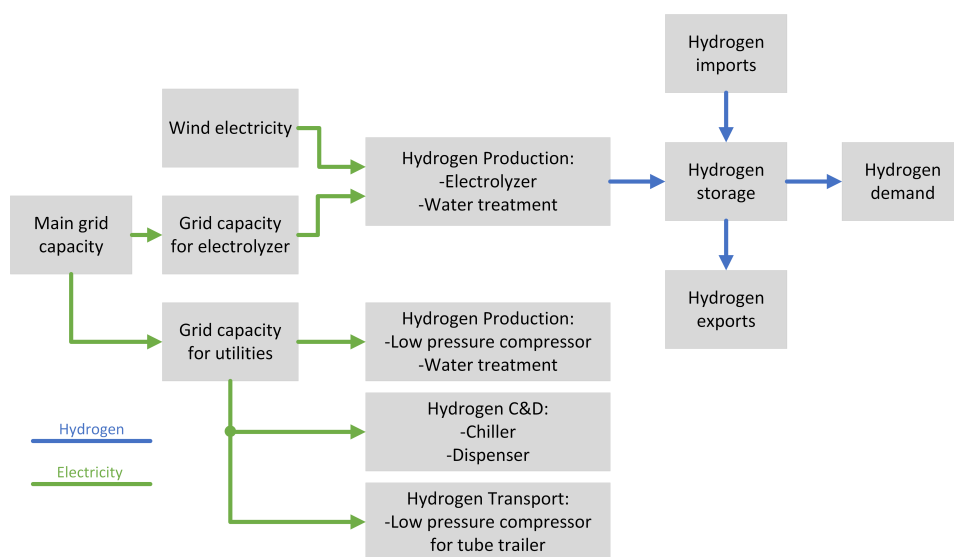 Hydrogen
imports
Wind electricity
Hydrogen Production:
-Electrolyzer
-Water treatment
Hydrogen
storage
Hydrogen
demand
Main grid
capacity
Grid capacity
for electrolyzer
Hydrogen
exports
Grid capacity
for utilities
Hydrogen Production:
-Low pressure compressor
-Water treatment
Hydrogen C&D:
-Chiller
-Dispenser
Hydrogen
Electricity
Hydrogen Transport:
-Low pressure compressor
for tube trailer